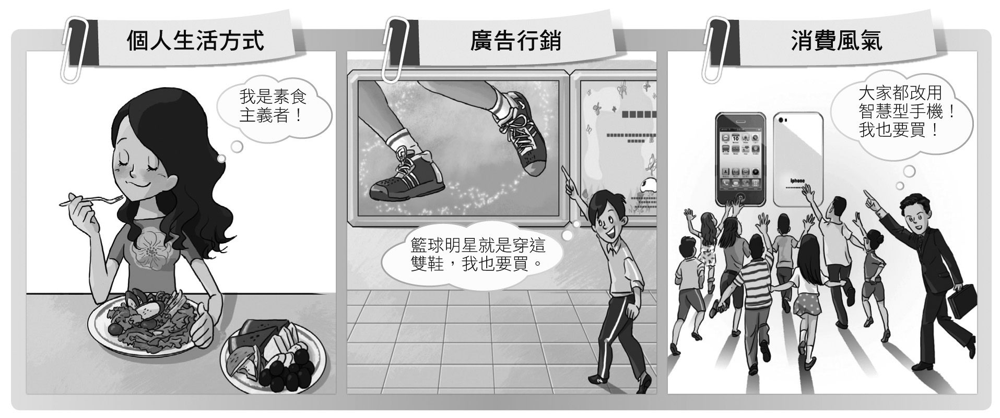 個人生活方式
我是素食
主義者！
廣告行銷
籃球明星就是穿這
雙鞋，我也要買。
消費風氣
大家都改用
智慧型手機！
我也要買！
10
iphone